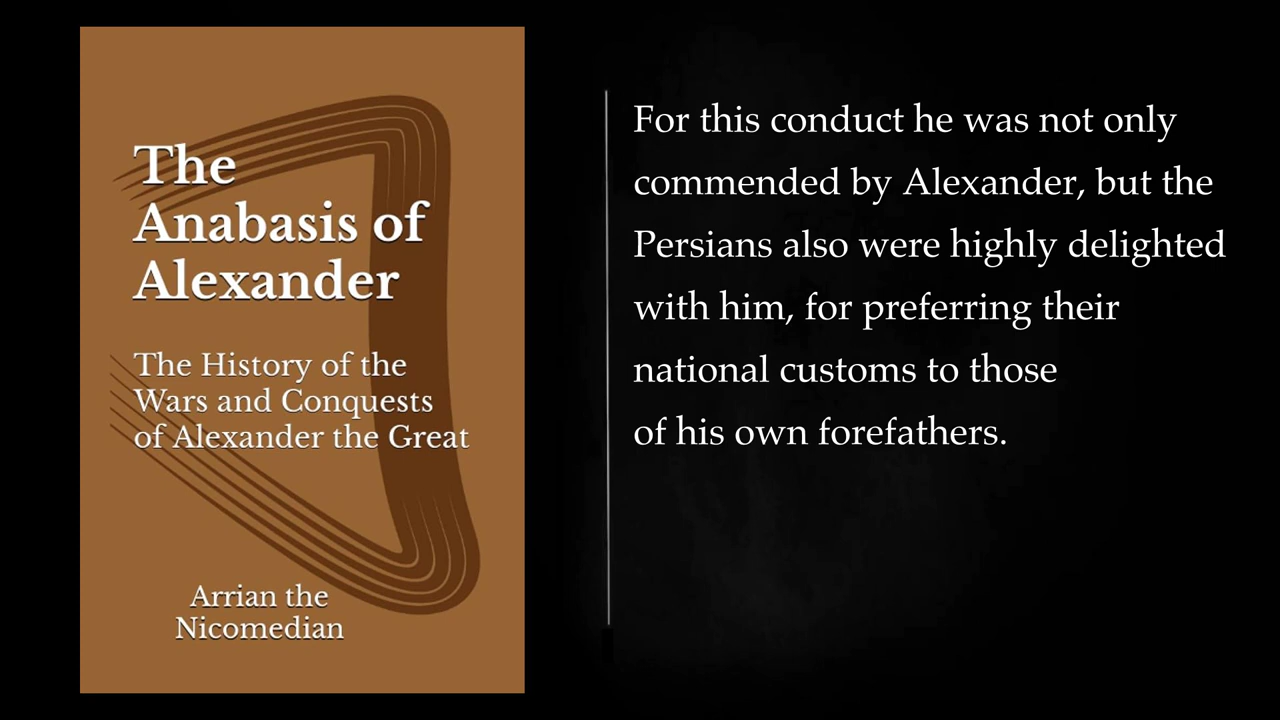 The
Anabasis of
Alexander
The History of the
Wars and Conquests
of Alexander the Great
Arrian the
Nicomedian
For this conduct he was not only
commended by Alexander, but the
Persians also were highly delighted
with him, for preferring their
national customs to those
of his own forefathers.